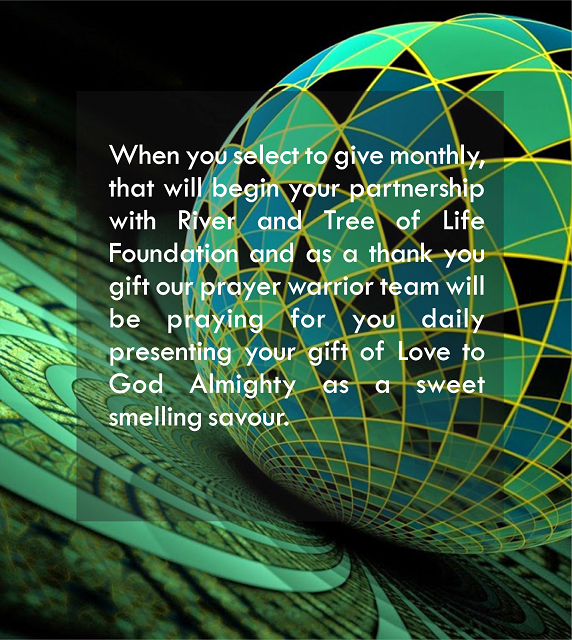 When you select to give monthly,
that will begin your partnership
with River and Tree of Life
Foundation and as a thank you
gift our prayer warrior team will
be praying for you daily
presenting your gift of Love to
God Almighty as a sweet
smelling savour.